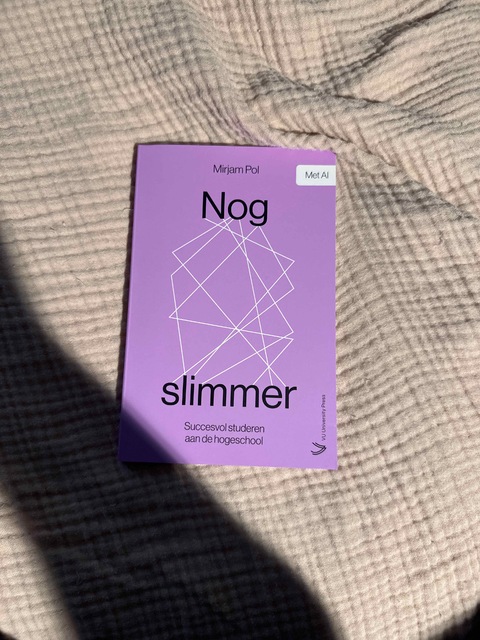 Mirjam Pol
Met AI
Nog
slimmer
Succesvol studeren
aan de hogeschool
VU University Press